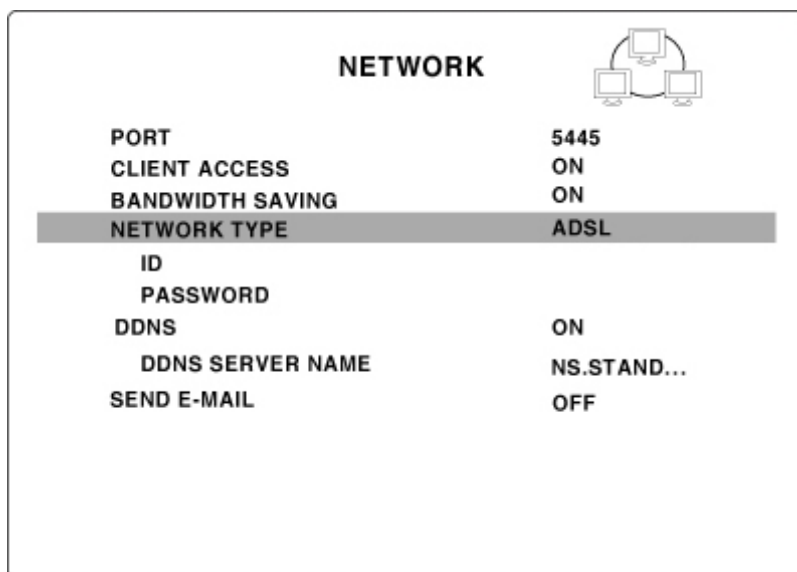 NETWORK
PORT 5445
CLIENT ACCESS ON
BANDWIDTH SAVING ON
NETWORK TYPE ADSL
ID
PASSWORD
DDNS ON
DDNS SERVER NAME NS.STAND...
SEND E-MAIL OFF